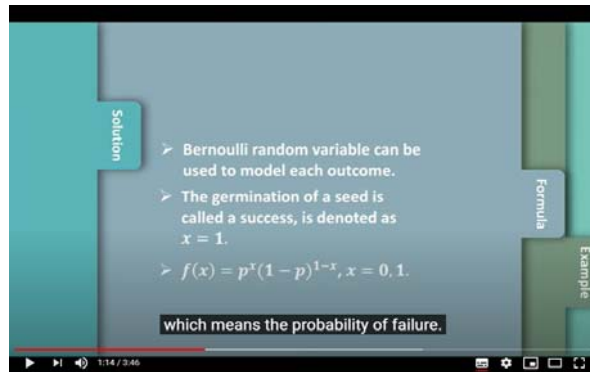 Solution
➢ Bernoulli random variable can be
used to model each outcome.
➢ The germination of a seed is
called a success, is denoted as
x = 1.
➢ f(x) = pˣ(1 − p)¹⁻ˣ, x = 0, 1.
Formula
Example
which means the probability of failure.
1:14 / 3:46